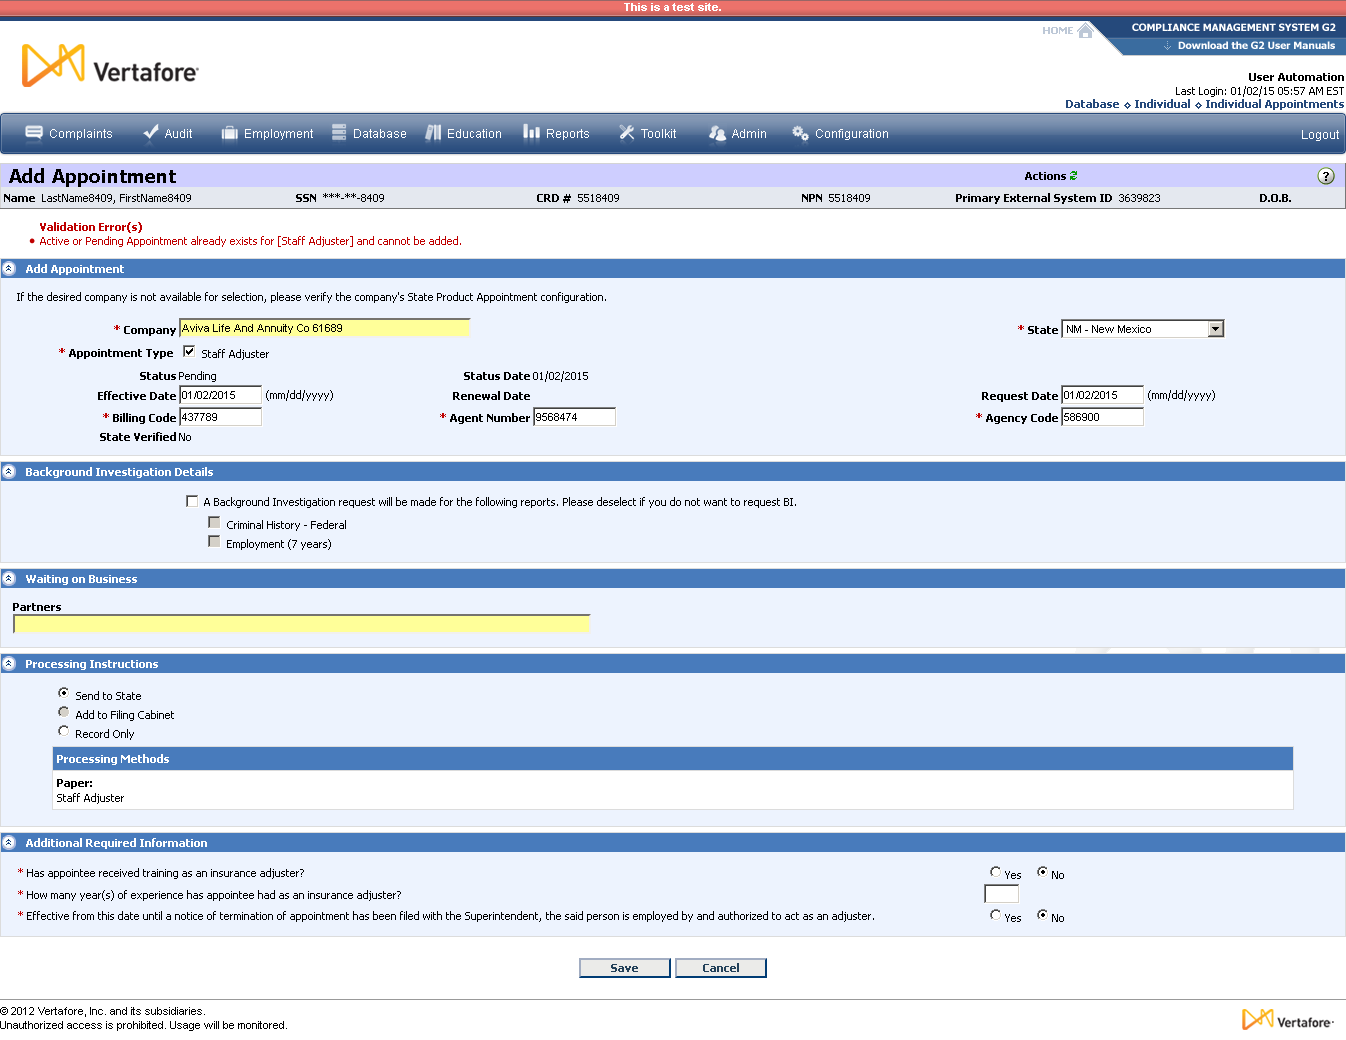 This is a test site.
HOME
COMPLIANCE MANAGEMENT SYSTEM G2
Download the G2 User Manuals
Vertafore
User Automation
Last Login: 01/02/15 05:57 AM EST
Database Individual Individual Appointments
Complaints Audit Employment Database Education Reports Toolkit Admin Configuration Logout
Add Appointment Actions ?
Name LastName8409, FirstName8409 SSN ***-**-8409 CRD # 5518409 NPN 5518409 Primary External System ID 3639823 D.O.B.
Validation Error(s)
• Active or Pending Appointment already exists for [Staff Adjuster] and cannot be added.
Add Appointment
If the desired company is not available for selection, please verify the company's State Product Appointment configuration.
* Company Aviva Life And Annuity Co 61689 * State NM - New Mexico
* Appointment Type Staff Adjuster
Status Pending Status Date 01/02/2015
Effective Date 01/02/2015 (mm/dd/yyyy) Renewal Date Request Date 01/02/2015 (mm/dd/yyyy)
* Billing Code 437789 * Agent Number 9568474 * Agency Code 586900
State Verified No
Background Investigation Details
A Background Investigation request will be made for the following reports. Please deselect if you do not want to request BI.
Criminal History - Federal
Employment (7 years)
Waiting on Business
Partners
Processing Instructions
Send to State
Add to Filing Cabinet
Record Only
Processing Methods
Paper:
Staff Adjuster
Additional Required Information
* Has appointee received training as an insurance adjuster? Yes No
* How many year(s) of experience has appointee had as an insurance adjuster?
* Effective from this date until a notice of termination of appointment has been filed with the Superintendent, the said person is employed by and authorized to act as an adjuster. Yes No
Save Cancel
© 2012 Vertafore, Inc. and its subsidiaries.
Unauthorized access is prohibited. Usage will be monitored.
Vertafore